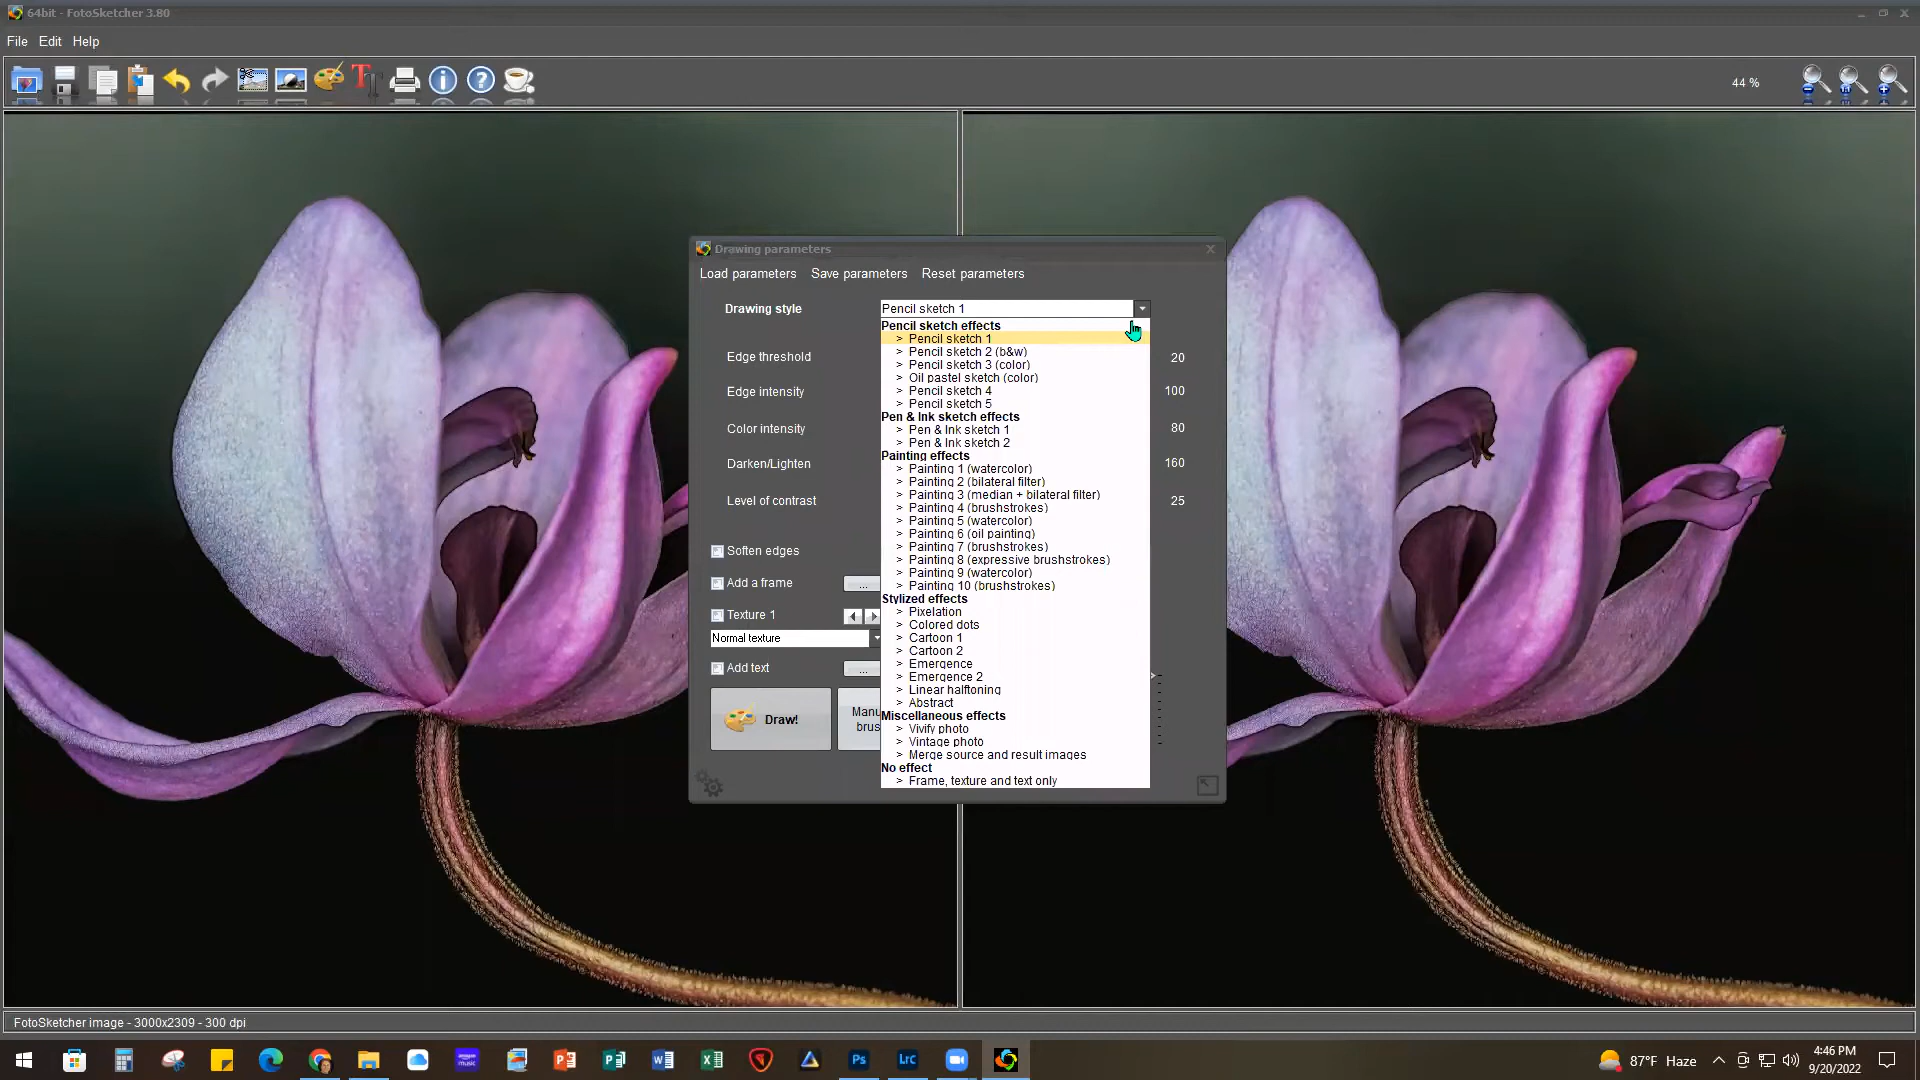 64bit - FotoSketcher 3.80
File Edit Help
44 %
Drawing parameters
Load parameters Save parameters Reset parameters
Drawing style
Pencil sketch 1
Pencil sketch effects
> Pencil sketch 1
> Pencil sketch 2 (b&w)
> Pencil sketch 3 (color)
> Oil pastel sketch (color)
> Pencil sketch 4
> Pencil sketch 5
Pen & Ink sketch effects
> Pen & Ink sketch 1
> Pen & Ink sketch 2
Painting effects
> Painting 1 (watercolor)
> Painting 2 (bilateral filter)
> Painting 3 (median + bilateral filter)
> Painting 4 (brushstrokes)
> Painting 5 (watercolor)
> Painting 6 (oil painting)
> Painting 7 (brushstrokes)
> Painting 8 (expressive brushstrokes)
> Painting 9 (watercolor)
> Painting 10 (brushstrokes)
Stylized effects
> Pixelation
> Colored dots
> Cartoon 1
> Cartoon 2
> Emergence
> Emergence 2
> Linear halftoning
> Abstract
Miscellaneous effects
> Vivify photo
> Vintage photo
> Merge source and result images
No effect
> Frame, texture and text only
Edge threshold 20
Edge intensity 100
Color intensity 80
Darken/Lighten 160
Level of contrast 25
Soften edges
Add a frame ...
Texture 1
Normal texture
Add text ...
Draw!
Manu
brus
FotoSketcher image - 3000x2309 - 300 dpi
amazon music
Ps
Lrc
87°F Haze
4:46 PM
9/20/2022